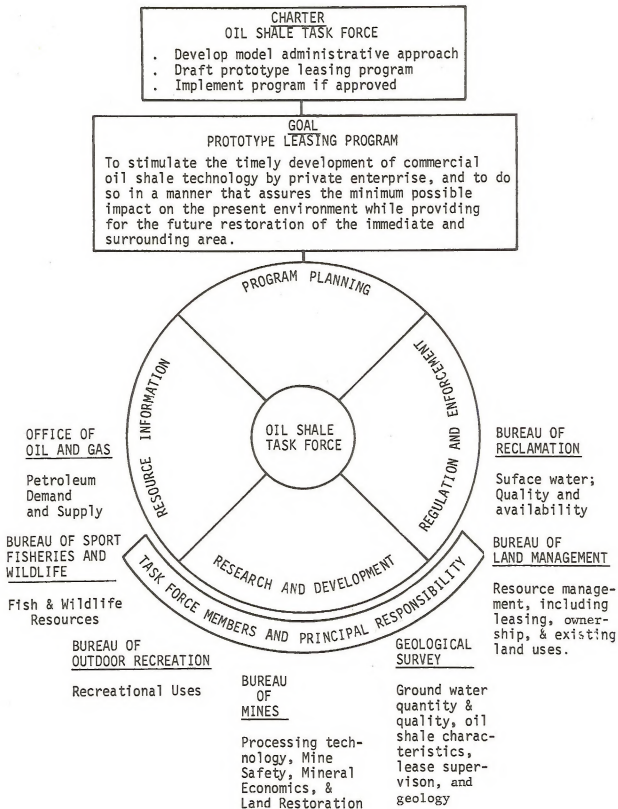 CHARTER
OIL SHALE TASK FORCE
. Develop model administrative approach
. Draft prototype leasing program
. Implement program if approved
GOAL
PROTOTYPE LEASING PROGRAM
To stimulate the timely development of commercial
oil shale technology by private enterprise, and to do
so in a manner that assures the minimum possible
impact on the present environment while providing
for the future restoration of the immediate and
surrounding area.
PROGRAM PLANNING
RESOURCE INFORMATION
REGULATION AND ENFORCEMENT
OIL SHALE
TASK FORCE
RESEARCH AND DEVELOPMENT
TASK FORCE MEMBERS AND PRINCIPAL RESPONSIBILITY
OFFICE OF
OIL AND GAS
Petroleum
Demand
and Supply
BUREAU OF SPORT
FISHERIES AND
WILDLIFE
Fish & Wildlife
Resources
BUREAU OF
OUTDOOR RECREATION
Recreational Uses
BUREAU
OF
MINES
Processing tech-
nology, Mine
Safety, Mineral
Economics, &
Land Restoration
GEOLOGICAL
SURVEY
Ground water
quantity &
quality, oil
shale charac-
teristics,
lease super-
vison, and
geology
BUREAU OF
LAND MANAGEMENT
Resource manage-
ment, including
leasing, owner-
ship, & existing
land uses.
BUREAU OF
RECLAMATION
Suface water;
Quality and
availability